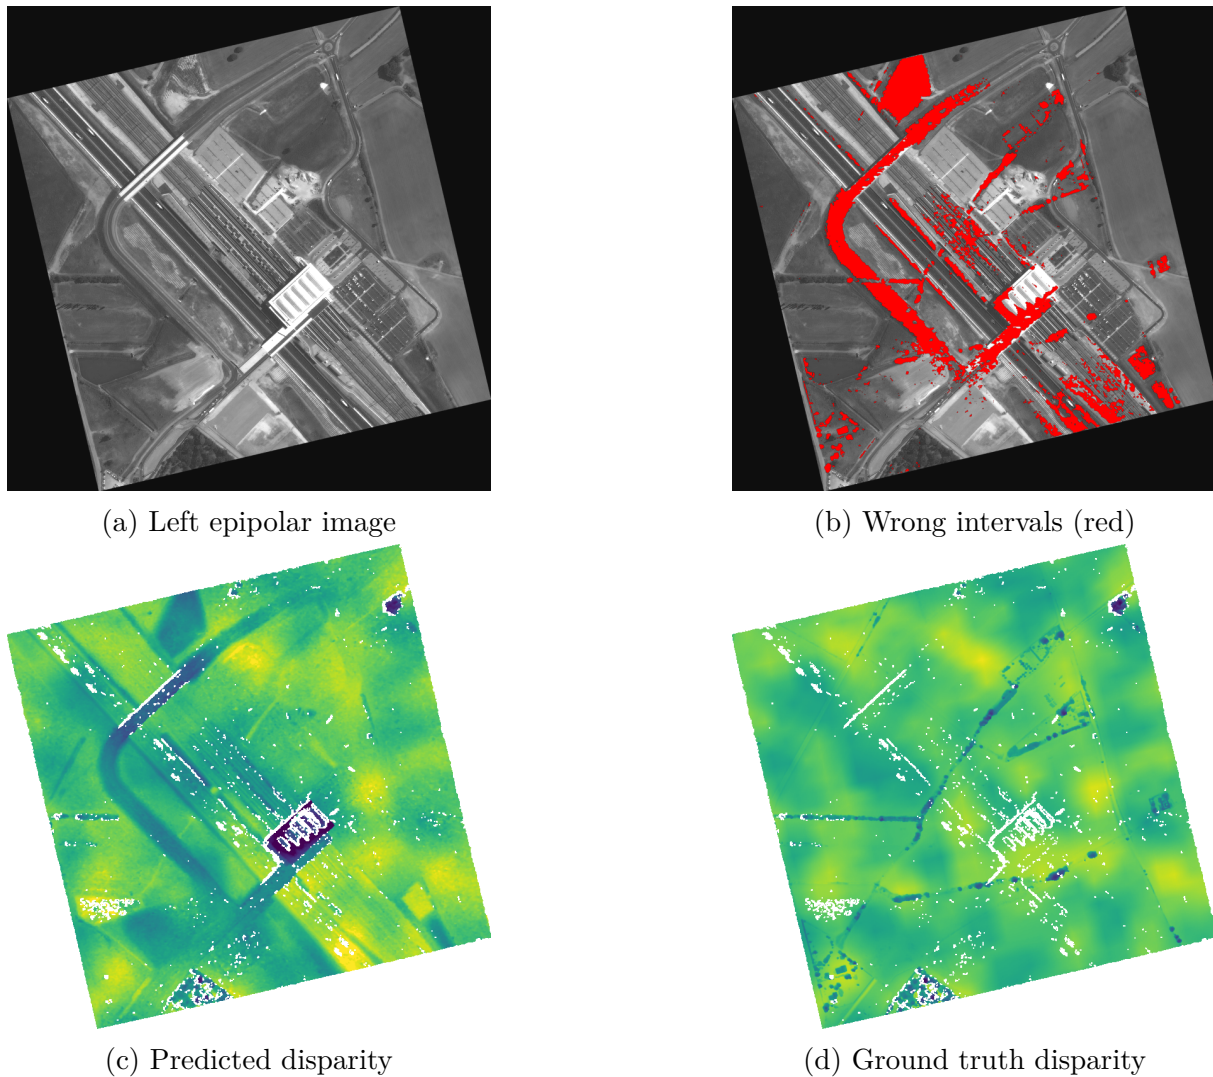 (a) Left epipolar image
(b) Wrong intervals (red)
(c) Predicted disparity
(d) Ground truth disparity